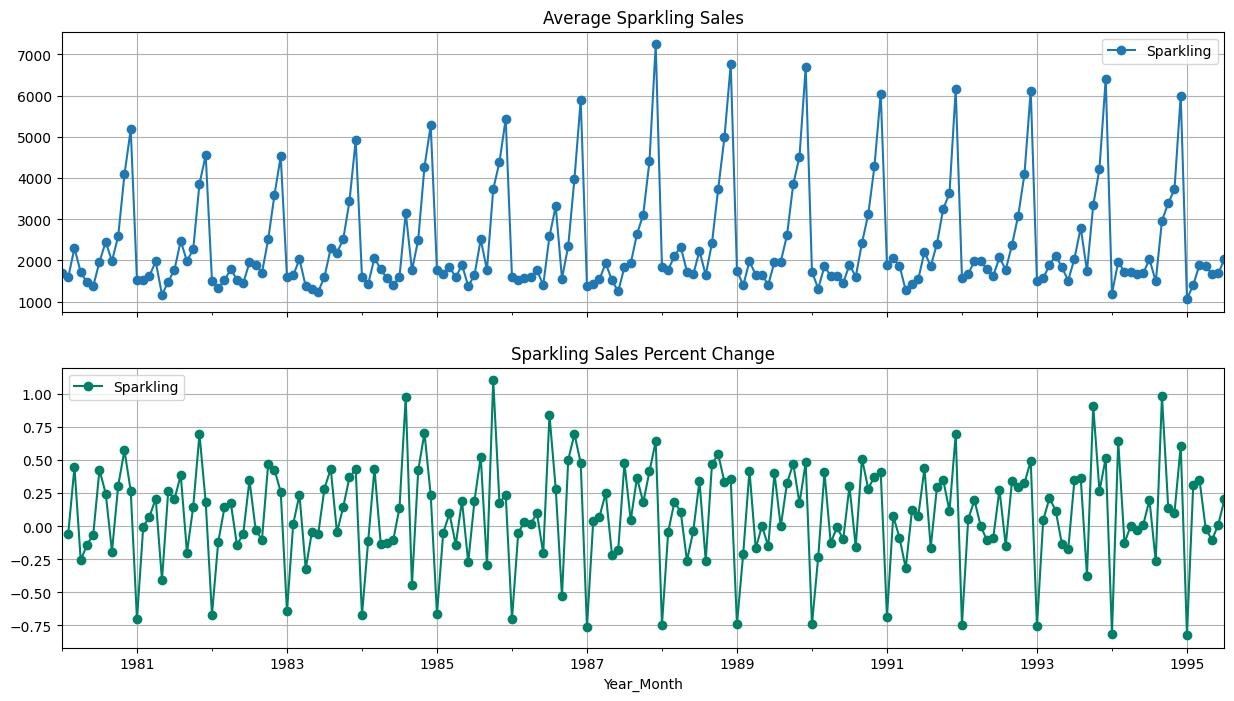 Average Sparkling Sales
7000
6000
5000
4000
3000
2000
1000
Sparkling
Sparkling Sales Percent Change
1.00
0.75
0.50
0.25
0.00
−0.25
−0.50
−0.75
Sparkling
1981 1983 1985 1987 1989 1991 1993 1995
Year_Month